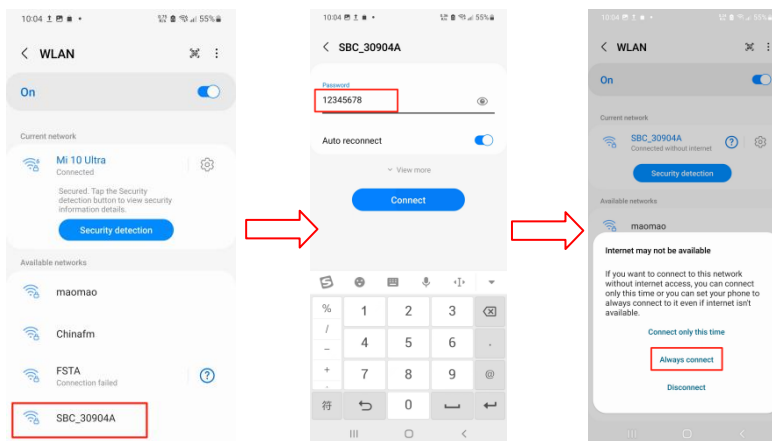 10:04
55%
WLAN
On
Current network
Mi 10 Ultra
Connected
Secured. Tap the Security
detection button to view security
information details.
Security detection
Available networks
maomao
Chinafm
FSTA
Connection failed
SBC_30904A
10:04
55%
SBC_30904A
Password
12345678
Auto reconnect
View more
Connect
% 1 2 3
/
4 5 6 .
–
+ 7 8 9 @
符 0
10:04
55%
WLAN
On
Current network
SBC_30904A
Connected without internet
Security detection
Available networks
maomao
Internet may not be available
If you want to connect to this network
without internet access, you can connect
only this time or you can set your phone to
always connect to it even if internet isn't
available.
Connect only this time
Always connect
Disconnect